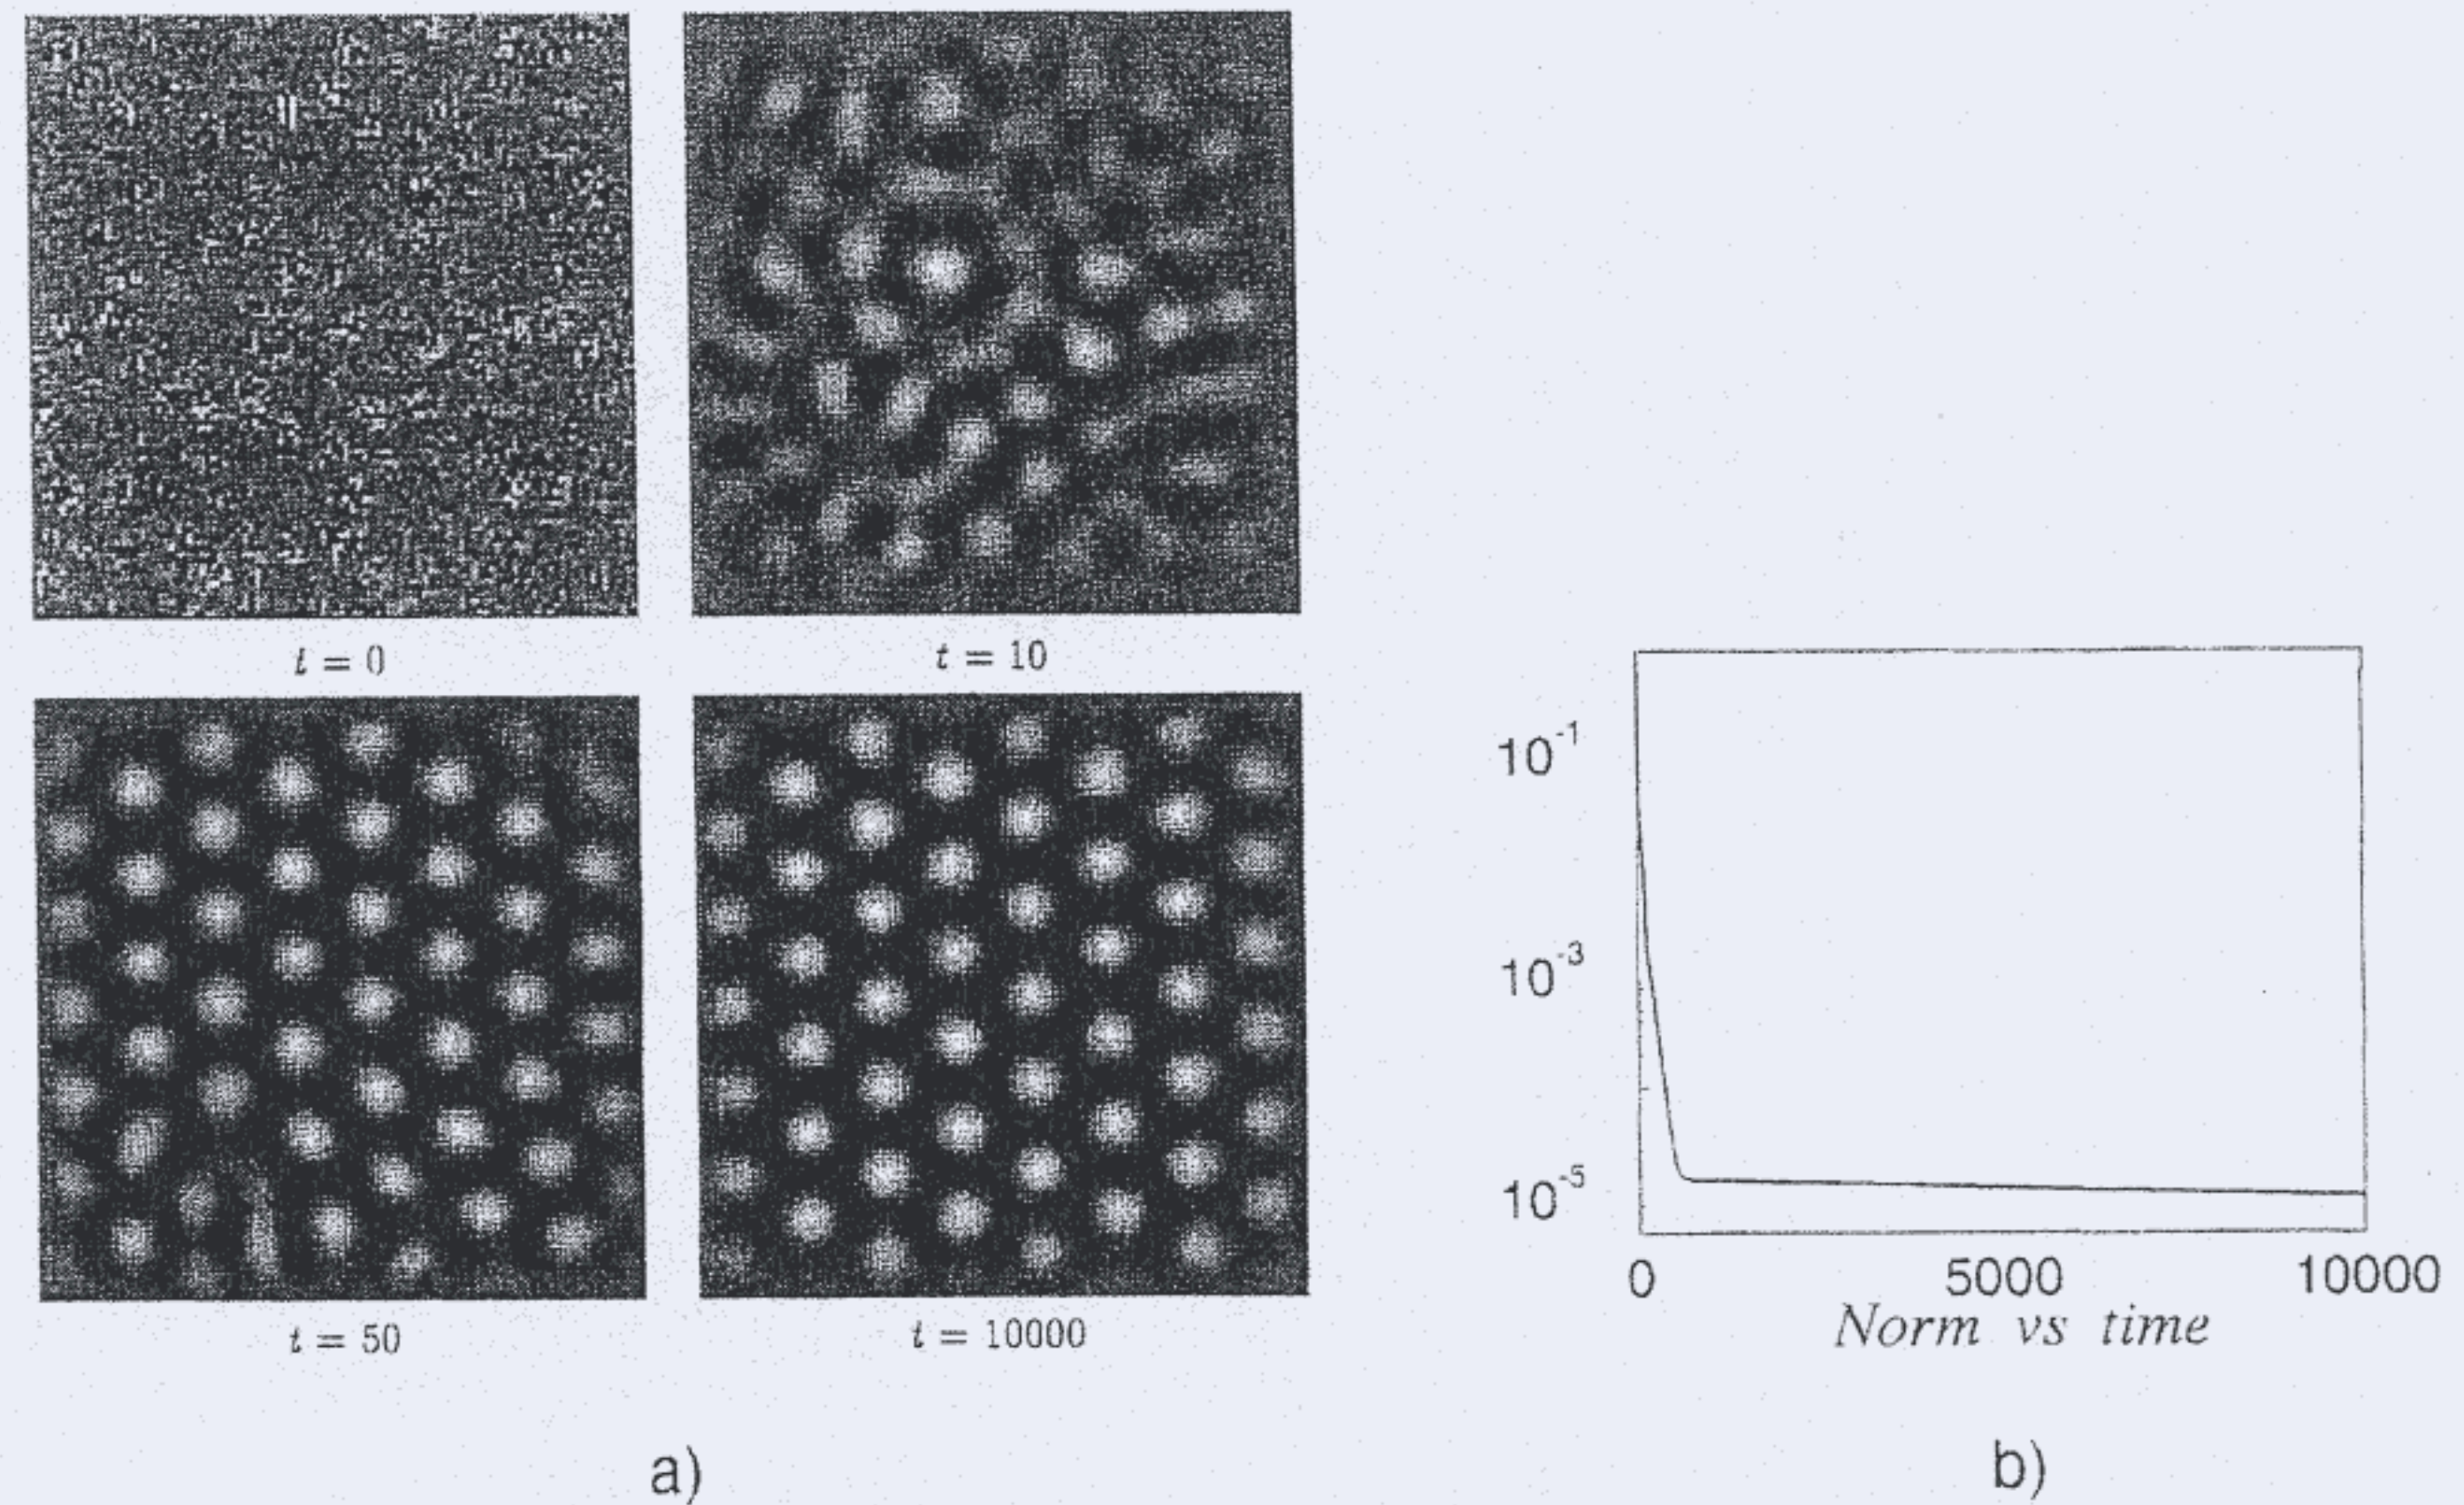 t = 0
t = 10
t = 50
t = 10000
a)
10⁻¹
10⁻³
10⁻⁵
0 5000 10000
Norm vs time
b)